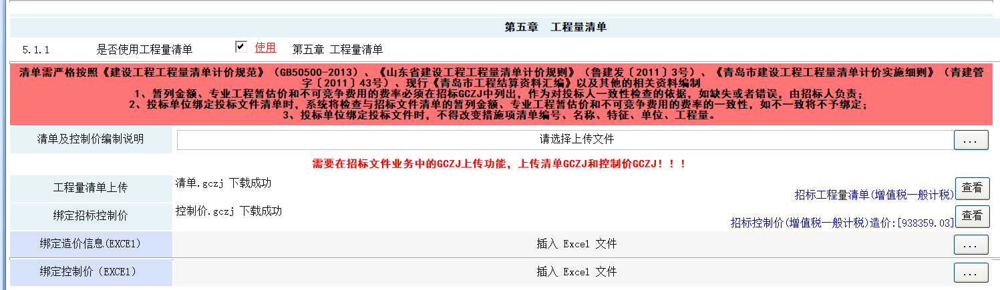 第五章 工程量清单
5.1.1 是否使用工程量清单 使用 第五章 工程量清单
清单需严格按照《建设工程工程量清单计价规范》（GB50500-2013）、《山东省建设工程工程量清单计价规则》（鲁建发〔2011〕3号）、《青岛市建设工程工程量清单计价实施细则》（青建管
字〔2011〕43号）、现行《青岛市工程结算资料汇编》以及其他的相关资料编制
1、暂列金额、专业工程暂估价和不可竞争费用的费率必须在招标GCZJ中列出，作为对投标人一致性检查的依据，如缺失或者错误，由招标人负责；
2、投标单位绑定投标文件清单时，系统将检查与招标文件清单的暂列金额、专业工程暂估价和不可竞争费用的费率的一致性，如不一致将不予绑定；
3、投标单位绑定投标文件时，不得改变措施项清单编号、名称、特征、单位、工程量。
清单及控制价编制说明 请选择上传文件 ...
需要在招标文件业务中的GCZJ上传功能，上传清单GCZJ和控制价GCZJ！！！
工程量清单上传 清单.gczj 下载成功 招标工程量清单(增值税一般计税) 查看
绑定招标控制价 控制价.gczj 下载成功 招标控制价(增值税一般计税)造价:[938359.03] 查看
绑定造价信息(EXCEl) 插入 Excel 文件 ...
绑定控制价（EXCEl） 插入 Excel 文件 ...